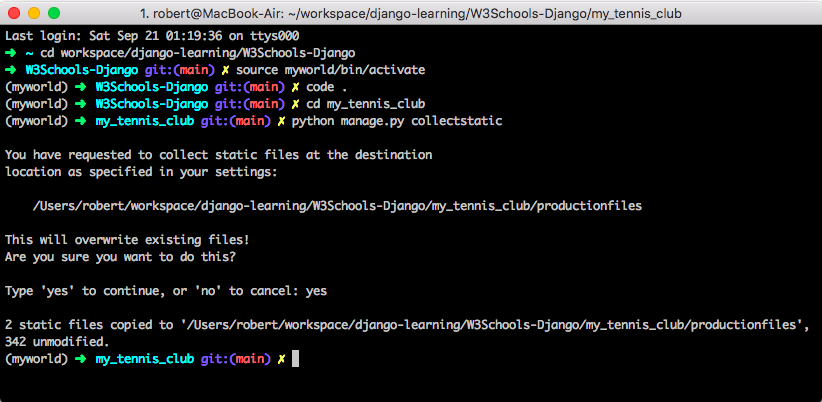 1. robert@MacBook-Air: ~/workspace/django-learning/W3Schools-Django/my_tennis_club
Last login: Sat Sep 21 01:19:36 on ttys000
➜ ~ cd workspace/django-learning/W3Schools-Django
➜ W3Schools-Django git:(main) ✗ source myworld/bin/activate
(myworld) ➜ W3Schools-Django git:(main) ✗ code .
(myworld) ➜ W3Schools-Django git:(main) ✗ cd my_tennis_club
(myworld) ➜ my_tennis_club git:(main) ✗ python manage.py collectstatic
You have requested to collect static files at the destination
location as specified in your settings:
/Users/robert/workspace/django-learning/W3Schools-Django/my_tennis_club/productionfiles
This will overwrite existing files!
Are you sure you want to do this?
Type 'yes' to continue, or 'no' to cancel: yes
2 static files copied to '/Users/robert/workspace/django-learning/W3Schools-Django/my_tennis_club/productionfiles',
342 unmodified.
(myworld) ➜ my_tennis_club git:(main) ✗